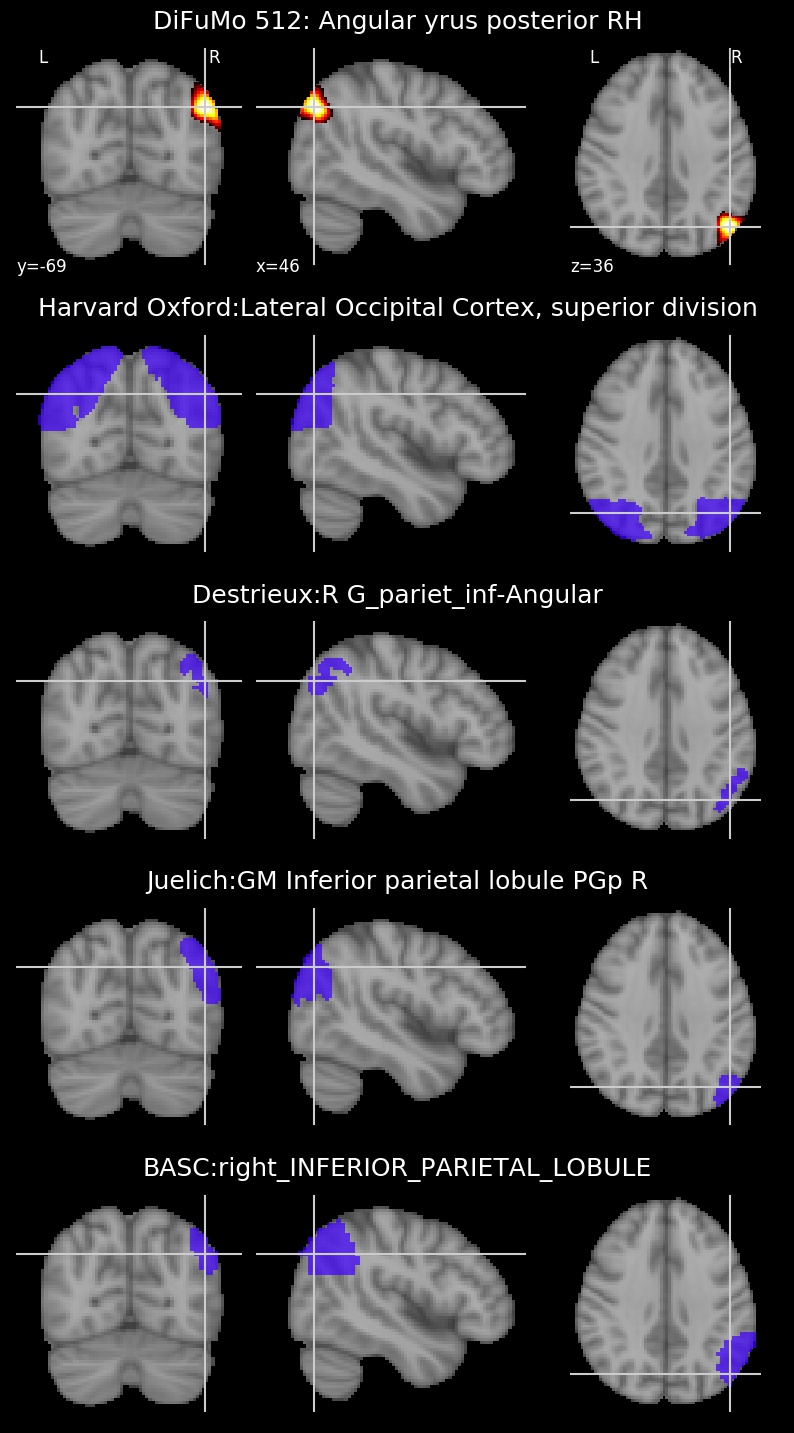 DiFuMo 512: Angular yrus posterior RH
L R L R
y=-69 x=46 z=36
Harvard Oxford:Lateral Occipital Cortex, superior division
Destrieux:R G_pariet_inf-Angular
Juelich:GM Inferior parietal lobule PGp R
BASC:right_INFERIOR_PARIETAL_LOBULE